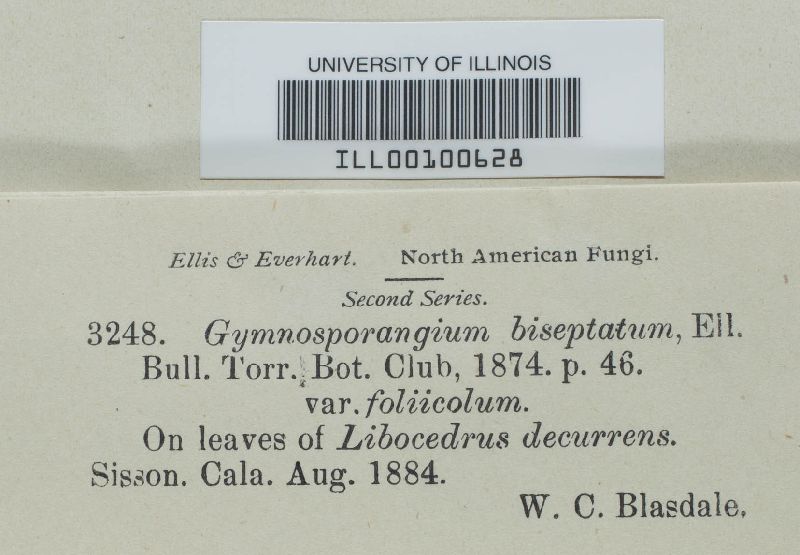 UNIVERSITY OF ILLINOIS
ILL00100628
Ellis & Everhart. North American Fungi.
Second Series.
3248. Gymnosporangium biseptatum, Ell.
Bull. Torr. Bot. Club, 1874. p. 46.
var. foliicolum.
On leaves of Libocedrus decurrens.
Sisson. Cala. Aug. 1884.
W. C. Blasdale.